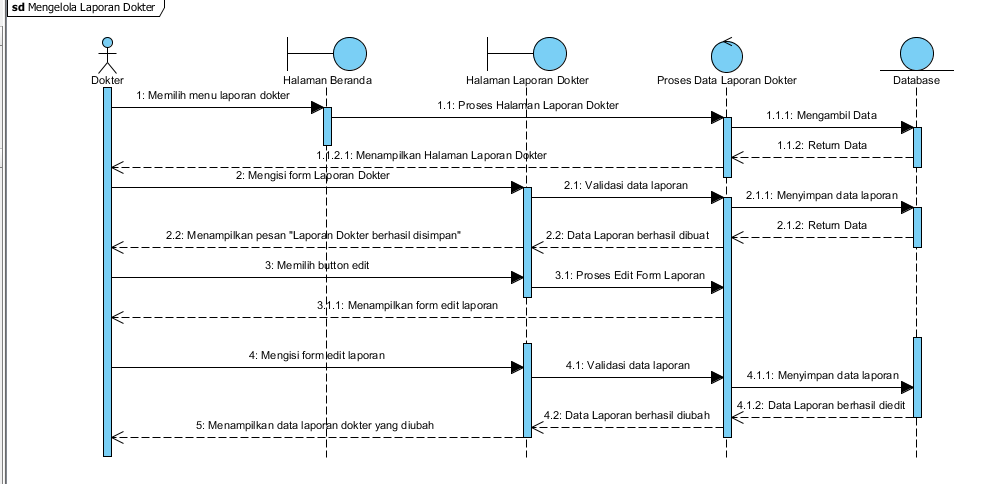 sd Mengelola Laporan Dokter
Dokter
Halaman Beranda
Halaman Laporan Dokter
Proses Data Laporan Dokter
Database
1: Memilih menu laporan dokter
1.1: Proses Halaman Laporan Dokter
1.1.1: Mengambil Data
1.1.2: Return Data
1.1.2.1: Menampilkan Halaman Laporan Dokter
2: Mengisi form Laporan Dokter
2.1: Validasi data laporan
2.1.1: Menyimpan data laporan
2.1.2: Return Data
2.2: Data Laporan berhasil dibuat
2.2: Menampilkan pesan "Laporan Dokter berhasil disimpan"
3: Memilih button edit
3.1: Proses Edit Form Laporan
3.1.1: Menampilkan form edit laporan
4: Mengisi form edit laporan
4.1: Validasi data laporan
4.1.1: Menyimpan data laporan
4.1.2: Data Laporan berhasil diedit
4.2: Data Laporan berhasil diubah
5: Menampilkan data laporan dokter yang diubah